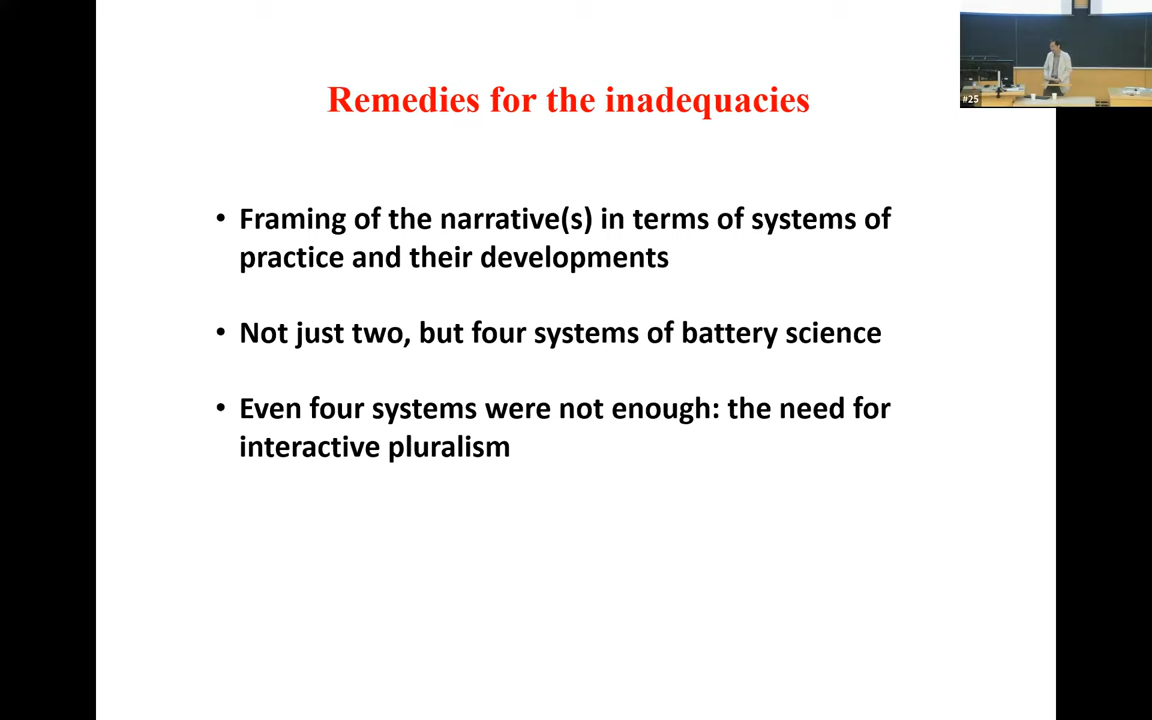 Remedies for the inadequacies
#25
• Framing of the narrative(s) in terms of systems of
practice and their developments
• Not just two, but four systems of battery science
• Even four systems were not enough: the need for
interactive pluralism